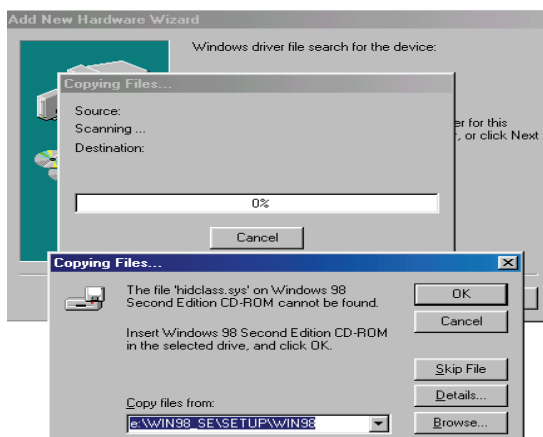 Add New Hardware Wizard
Windows driver file search for the device:
Copying Files...
Source:
Scanning ...
Destination:
er for this
, or click Next
0%
Cancel
Copying Files...
The file 'hidclass.sys' on Windows 98
Second Edition CD-ROM cannot be found.
Insert Windows 98 Second Edition CD-ROM
in the selected drive, and click OK.
Copy files from:
e:\WIN98_SE\SETUP\WIN98
OK
Cancel
Skip File
Details...
Browse...